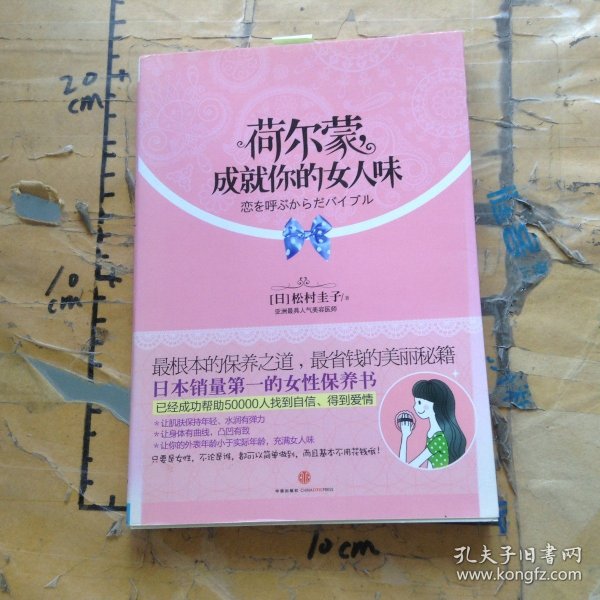 20
cm
荷尔蒙,
成就你的女人味
恋を呼ぶからだバイブル
[日]松村圭子/著
亚洲最具人气美容医师
10
cm
最根本的保养之道，最省钱的美丽秘籍
日本销量第一的女性保养书
已经成功帮助50000人找到自信、得到爱情
★让肌肤保持年轻、水润有弹力
★让身体有曲线，凸凹有致
★让你的外表年龄小于实际年龄，充满女人味
只要是女性，不论是谁，都可以简单做到，而且基本不用花钱哦！
中信出版社·CHINA CITIC PRESS
10cm
孔夫子旧书网
www.kongfz.com